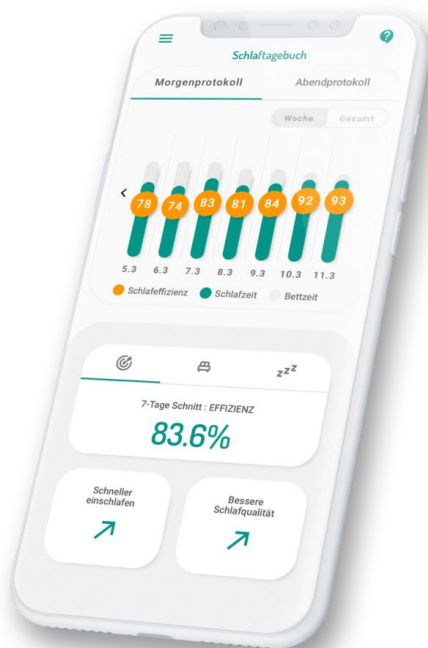 Schlaftagebuch
Morgenprotokoll
Abendprotokoll
Woche
Gesamt
78
74
83
81
84
92
93
5.3
6.3
7.3
8.3
9.3
10.3
11.3
Schlafeffizienz
Schlafzeit
Bettzeit
zzz
7-Tage Schnitt : EFFIZIENZ
83.6%
Schneller
einschlafen
Bessere
Schlafqualität